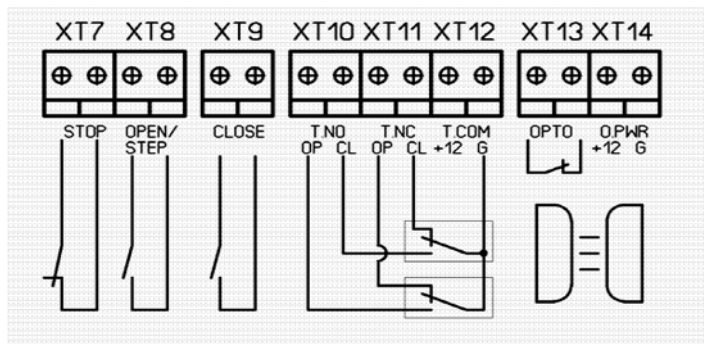 XT7 XT8 XT9 XT10 XT11 XT12 XT13 XT14
STOP OPEN/ CLOSE T.NO T.NC T.COM OPTO O.PWR
STEP OP CL OP CL +12 G +12 G